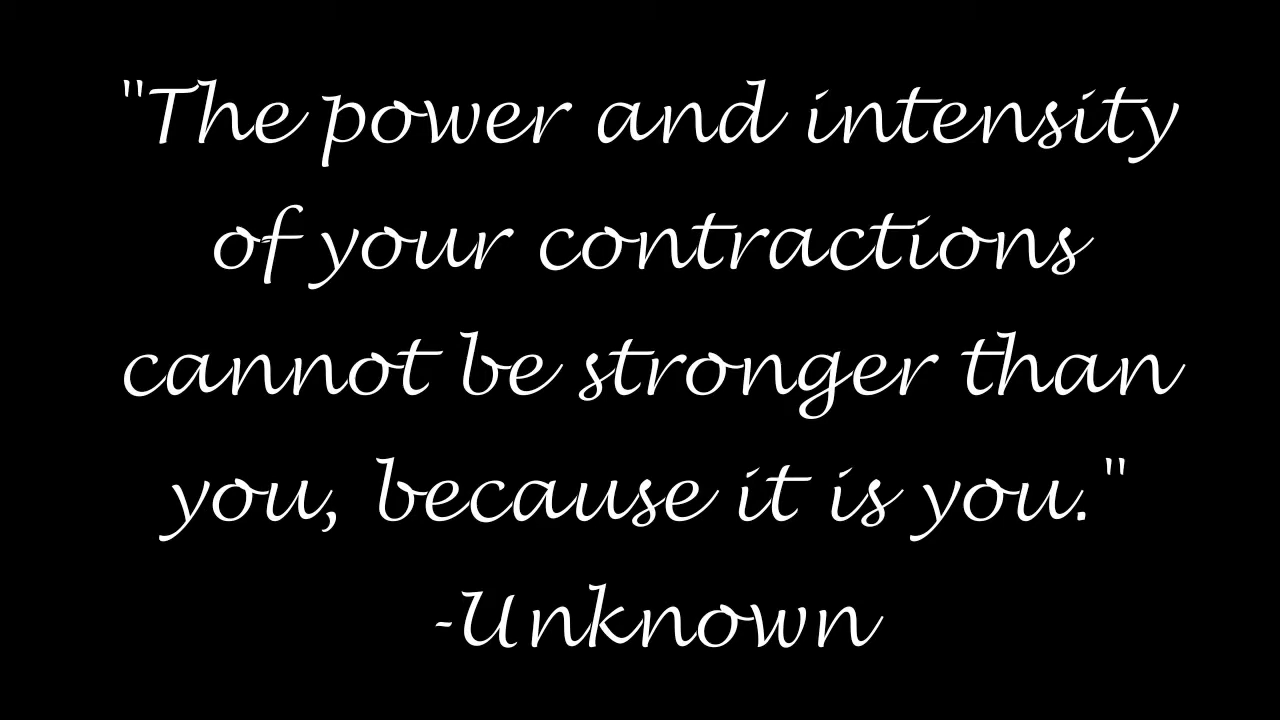 "The power and intensity
of your contractions
cannot be stronger than
you, because it is you."
-Unknown